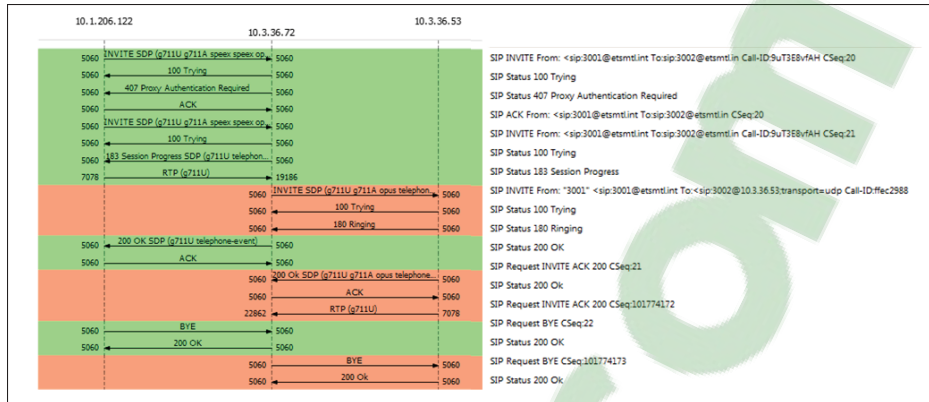 10.1.206.122 10.3.36.53
10.3.36.72
5060 INVITE SDP (g711U g711A speex speex op... 5060 SIP INVITE From: <sip:3001@etsmtl.int To:sip:3002@etsmtl.in Call-ID:9uT3E8vfAH CSeq:20
5060 100 Trying 5060 SIP Status 100 Trying
5060 407 Proxy Authentication Required 5060 SIP Status 407 Proxy Authentication Required
5060 ACK 5060 SIP ACK From: <sip:3001@etsmtl.int To:sip:3002@etsmtl.in CSeq:20
5060 INVITE SDP (g711U g711A speex speex op... 5060 SIP INVITE From: <sip:3001@etsmtl.int To:sip:3002@etsmtl.in Call-ID:9uT3E8vfAH CSeq:21
5060 100 Trying 5060 SIP Status 100 Trying
5060 183 Session Progress SDP (g711U telephon... 5060 SIP Status 183 Session Progress
7078 RTP (g711U) 19186
5060 INVITE SDP (g711U g711A opus telephon... 5060 SIP INVITE From: "3001" <sip:3001@etsmtl.int To:<sip:3002@10.3.36.53;transport=udp Call-ID:ffec2988
5060 100 Trying 5060 SIP Status 100 Trying
5060 180 Ringing 5060 SIP Status 180 Ringing
5060 200 OK SDP (g711U telephone-event) 5060 SIP Status 200 OK
5060 ACK 5060 SIP Request INVITE ACK 200 CSeq:21
5060 200 Ok SDP (g711U g711A opus telephone... 5060 SIP Status 200 Ok
5060 ACK 5060 SIP Request INVITE ACK 200 CSeq:101774172
22862 RTP (g711U) 7078
5060 BYE 5060 SIP Request BYE CSeq:22
5060 200 OK 5060 SIP Status 200 OK
5060 BYE 5060 SIP Request BYE CSeq:101774173
5060 200 Ok 5060 SIP Status 200 Ok
om